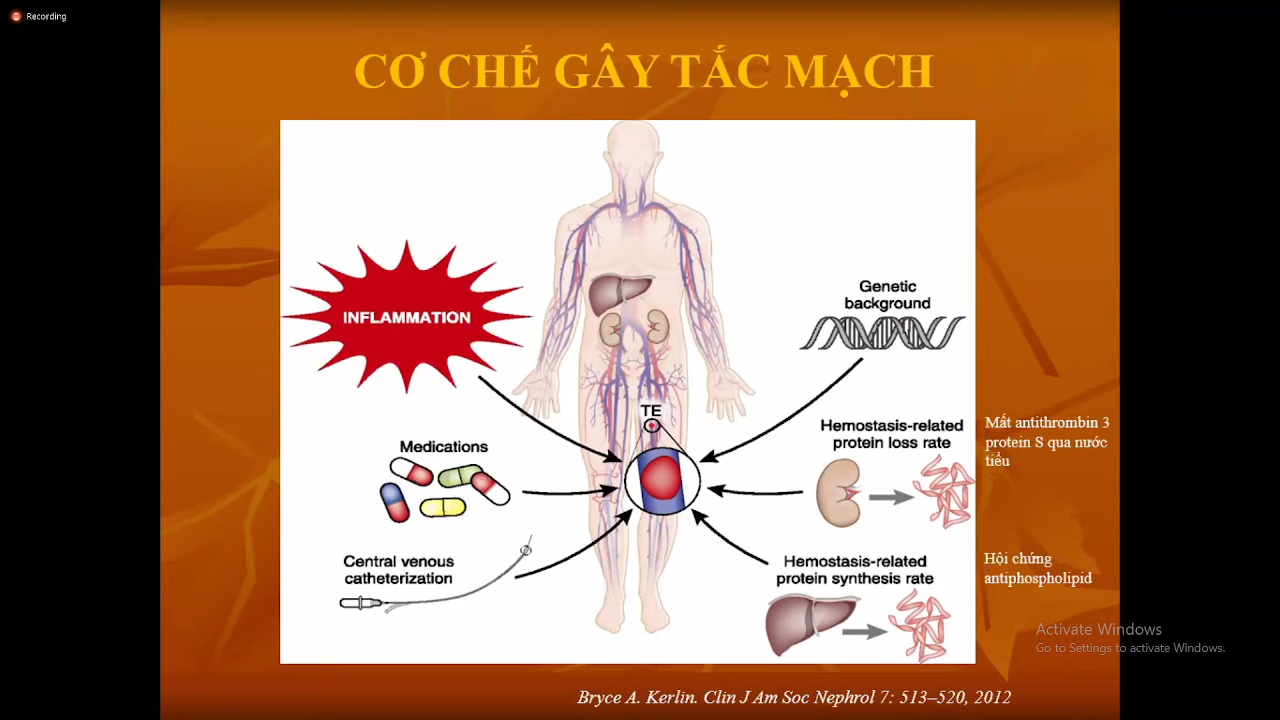 Recording
CƠ CHẾ GÂY TẮC MẠCH
INFLAMMATION
Genetic
background
TE
Medications
Hemostasis-related
protein loss rate
Mất antithrombin 3
protein S qua nước
tiểu
Central venous
catheterization
Hemostasis-related
protein synthesis rate
Hội chứng
antiphospholipid
Activate Windows
Go to Settings to activate Windows.
Bryce A. Kerlin. Clin J Am Soc Nephrol 7: 513–520, 2012